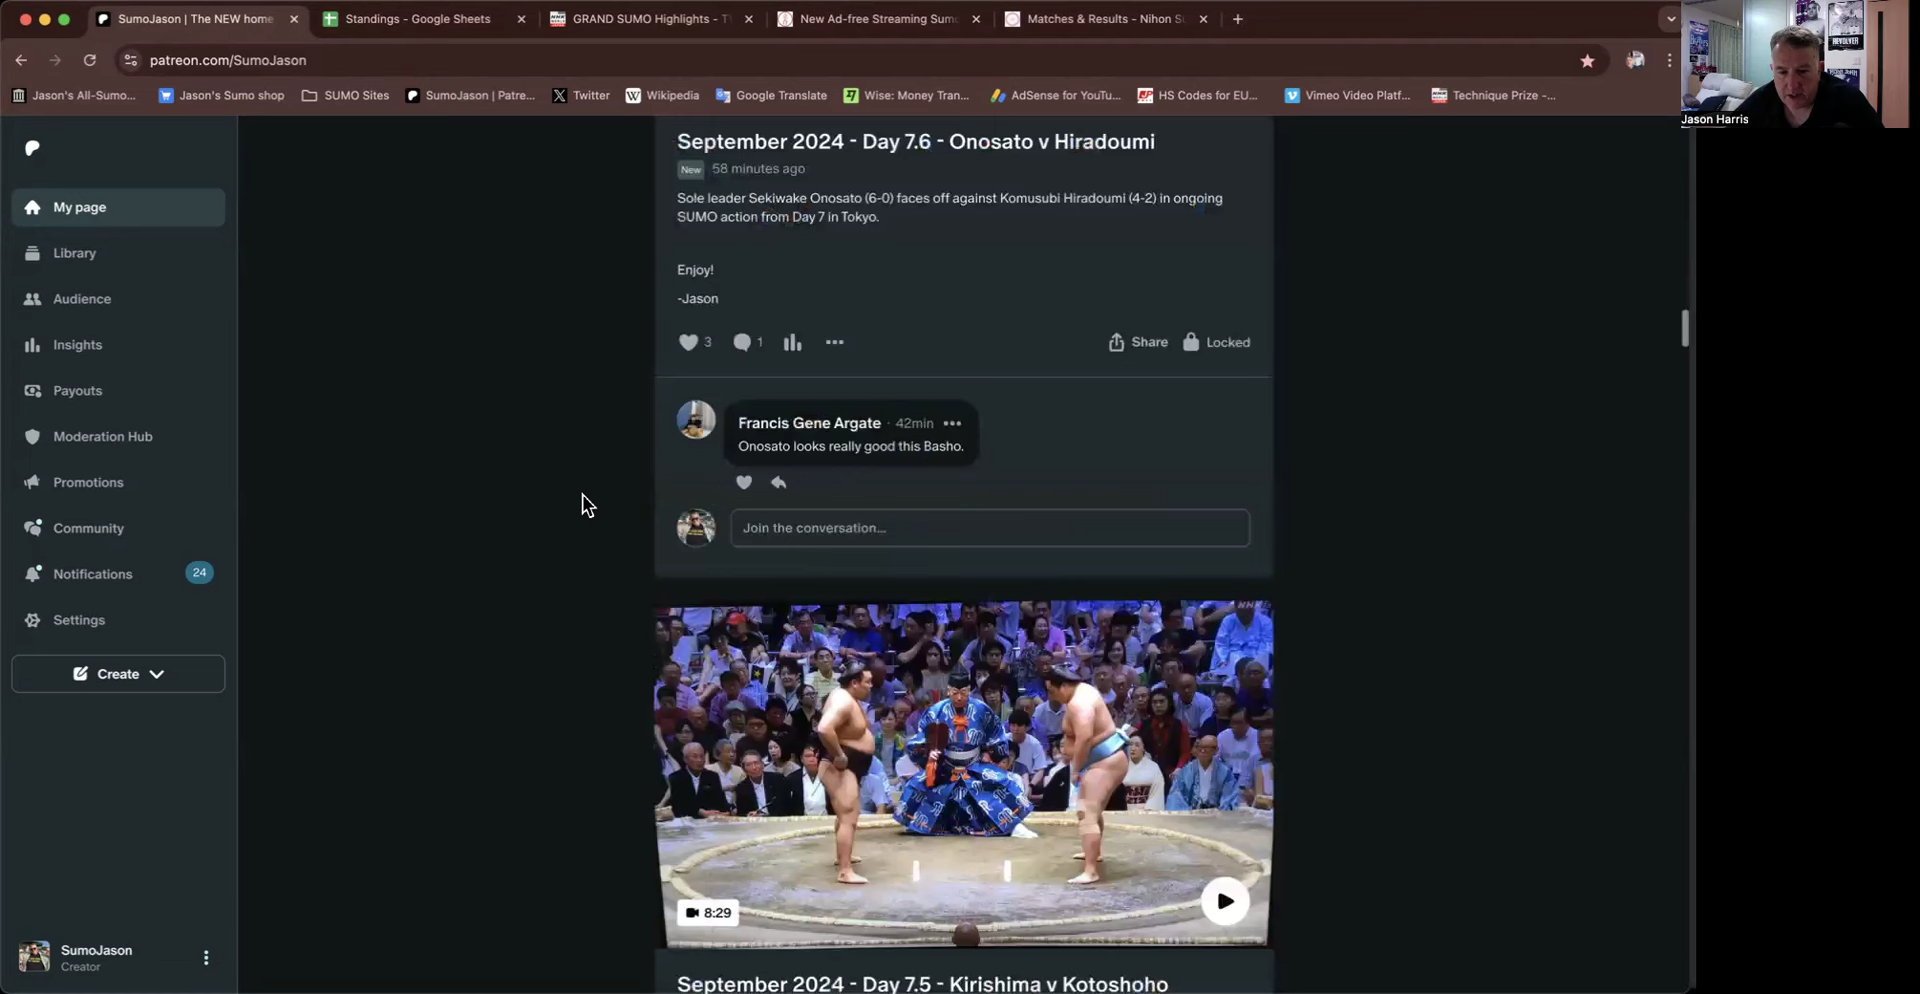 SumoJason | The NEW home
Standings - Google Sheets
GRAND SUMO Highlights - T
New Ad-free Streaming Sumo
Matches & Results - Nihon S
patreon.com/SumoJason
Jason's All-Sumo...
Jason's Sumo shop
SUMO Sites
SumoJason | Patre...
Twitter
Wikipedia
Google Translate
Wise: Money Tran...
AdSense for YouTu...
HS Codes for EU...
Vimeo Video Platf...
Technique Prize -...
REVOLVER
Jason Harris
My page
Library
Audience
Insights
Payouts
Moderation Hub
Promotions
Community
Notifications
24
Settings
Create
SumoJason
Creator
September 2024 - Day 7.6 - Onosato v Hiradoumi
New 58 minutes ago
Sole leader Sekiwake Onosato (6-0) faces off against Komusubi Hiradoumi (4-2) in ongoing
SUMO action from Day 7 in Tokyo.
Enjoy!
-Jason
3
1
Share
Locked
Francis Gene Argate · 42min
Onosato looks really good this Basho.
Join the conversation...
NHK
8:29
September 2024 - Day 7.5 - Kirishima v Kotoshoho